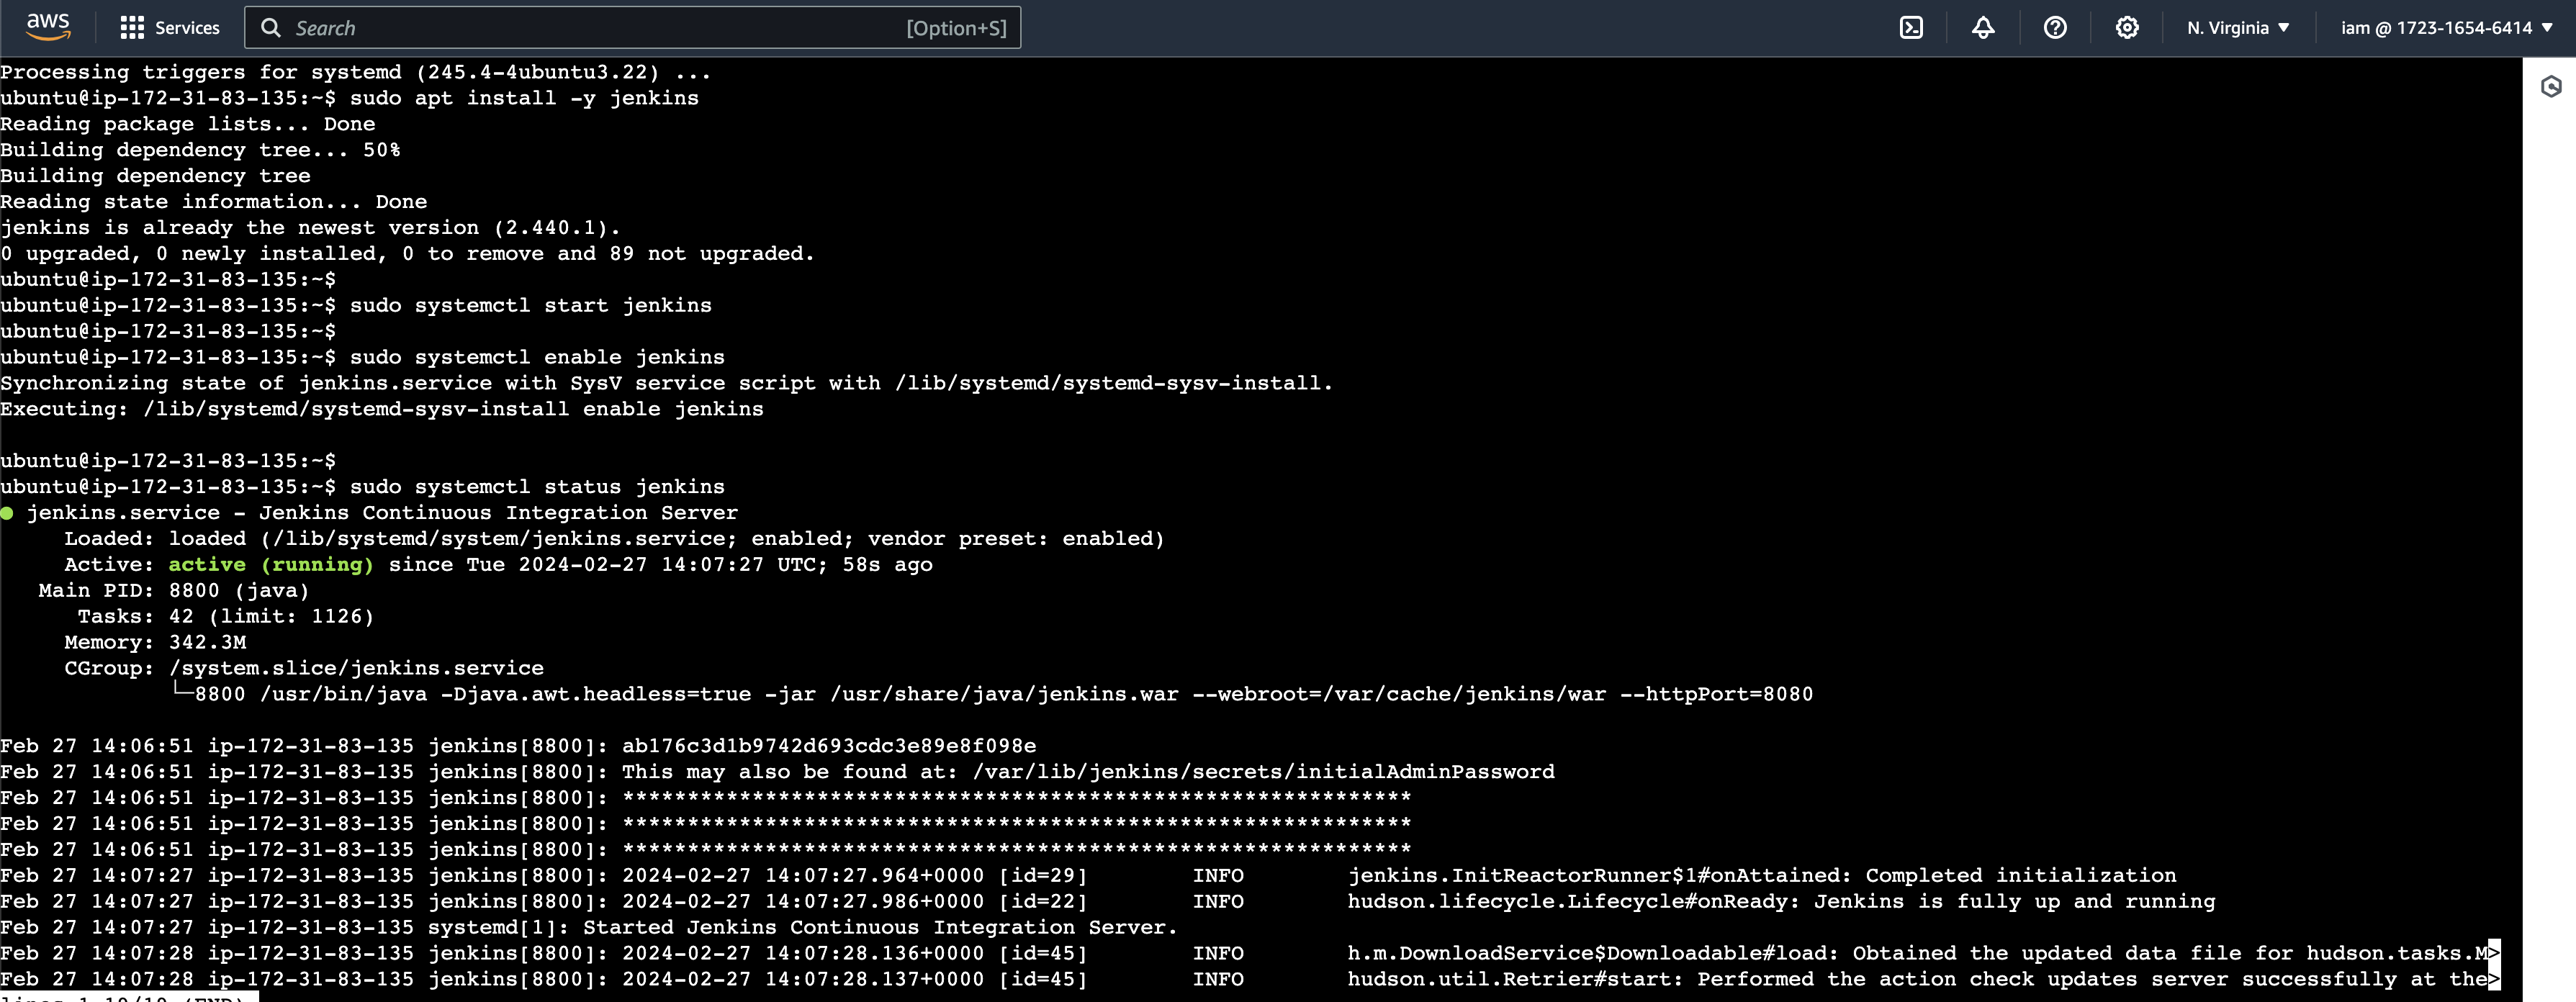 aws
Services
Search [Option+S]
N. Virginia
iam @ 1723-1654-6414
Processing triggers for systemd (245.4-4ubuntu3.22) ...
ubuntu@ip-172-31-83-135:~$ sudo apt install -y jenkins
Reading package lists... Done
Building dependency tree... 50%
Building dependency tree
Reading state information... Done
jenkins is already the newest version (2.440.1).
0 upgraded, 0 newly installed, 0 to remove and 89 not upgraded.
ubuntu@ip-172-31-83-135:~$
ubuntu@ip-172-31-83-135:~$ sudo systemctl start jenkins
ubuntu@ip-172-31-83-135:~$
ubuntu@ip-172-31-83-135:~$ sudo systemctl enable jenkins
Synchronizing state of jenkins.service with SysV service script with /lib/systemd/systemd-sysv-install.
Executing: /lib/systemd/systemd-sysv-install enable jenkins
ubuntu@ip-172-31-83-135:~$
ubuntu@ip-172-31-83-135:~$ sudo systemctl status jenkins
● jenkins.service - Jenkins Continuous Integration Server
Loaded: loaded (/lib/systemd/system/jenkins.service; enabled; vendor preset: enabled)
Active: active (running) since Tue 2024-02-27 14:07:27 UTC; 58s ago
Main PID: 8800 (java)
Tasks: 42 (limit: 1126)
Memory: 342.3M
CGroup: /system.slice/jenkins.service
└─8800 /usr/bin/java -Djava.awt.headless=true -jar /usr/share/java/jenkins.war --webroot=/var/cache/jenkins/war --httpPort=8080
Feb 27 14:06:51 ip-172-31-83-135 jenkins[8800]: ab176c3d1b9742d693cdc3e89e8f098e
Feb 27 14:06:51 ip-172-31-83-135 jenkins[8800]: This may also be found at: /var/lib/jenkins/secrets/initialAdminPassword
Feb 27 14:06:51 ip-172-31-83-135 jenkins[8800]: *************************************************************
Feb 27 14:06:51 ip-172-31-83-135 jenkins[8800]: *************************************************************
Feb 27 14:06:51 ip-172-31-83-135 jenkins[8800]: *************************************************************
Feb 27 14:07:27 ip-172-31-83-135 jenkins[8800]: 2024-02-27 14:07:27.964+0000 [id=29] INFO jenkins.InitReactorRunner$1#onAttained: Completed initialization
Feb 27 14:07:27 ip-172-31-83-135 jenkins[8800]: 2024-02-27 14:07:27.986+0000 [id=22] INFO hudson.lifecycle.Lifecycle#onReady: Jenkins is fully up and running
Feb 27 14:07:27 ip-172-31-83-135 systemd[1]: Started Jenkins Continuous Integration Server.
Feb 27 14:07:28 ip-172-31-83-135 jenkins[8800]: 2024-02-27 14:07:28.136+0000 [id=45] INFO h.m.DownloadService$Downloadable#load: Obtained the updated data file for hudson.tasks.M>
Feb 27 14:07:28 ip-172-31-83-135 jenkins[8800]: 2024-02-27 14:07:28.137+0000 [id=45] INFO hudson.util.Retrier#start: Performed the action check updates server successfully at the>
lines 1-19/19 (END)